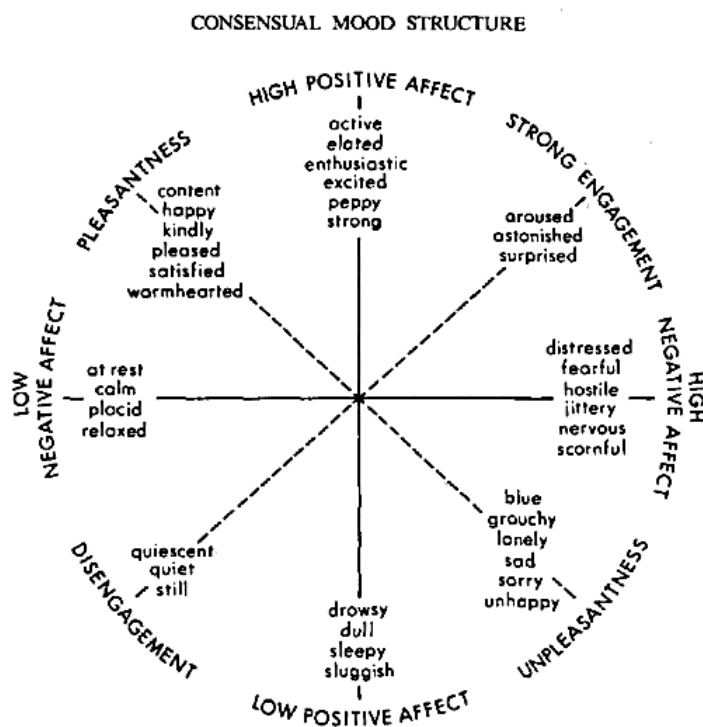 CONSENSUAL MOOD STRUCTURE
HIGH POSITIVE AFFECT
active
elated
enthusiastic
excited
peppy
strong
STRONG ENGAGEMENT
aroused
astonished
surprised
HIGH
NEGATIVE AFFECT
distressed
fearful
hostile
jittery
nervous
scornful
UNPLEASANTNESS
blue
grouchy
lonely
sad
sorry
unhappy
LOW POSITIVE AFFECT
drowsy
dull
sleepy
sluggish
DISENGAGEMENT
quiescent
quiet
still
LOW
NEGATIVE AFFECT
at rest
calm
placid
relaxed
PLEASANTNESS
content
happy
kindly
pleased
satisfied
warmhearted